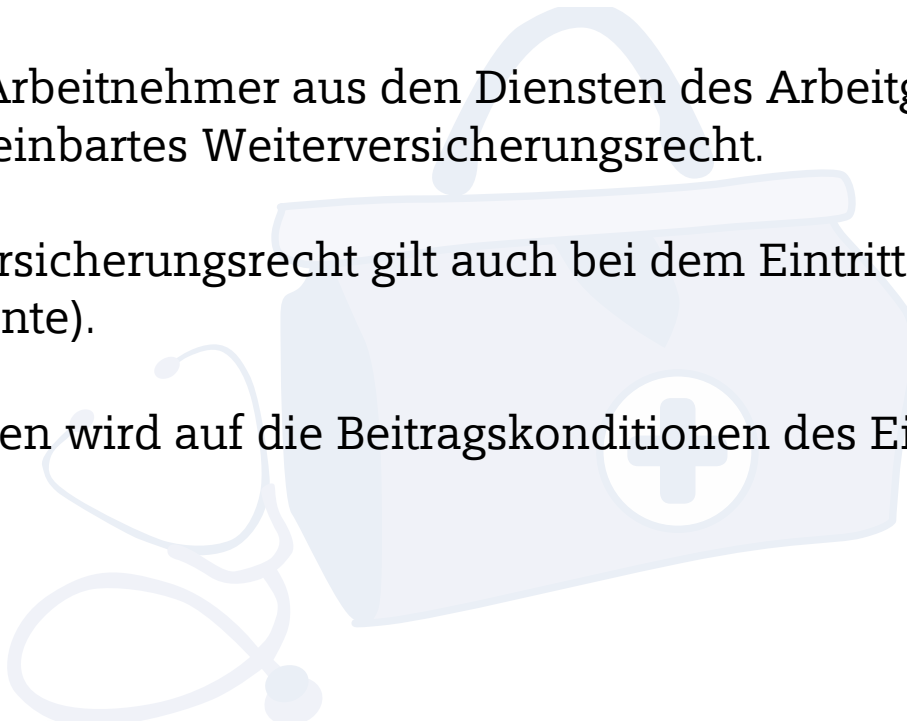 Arbeitnehmer aus den Diensten des Arbeitg
einbartes Weiterversicherungsrecht.
rsicherungsrecht gilt auch bei dem Eintritt
nte).
en wird auf die Beitragskonditionen des Ei